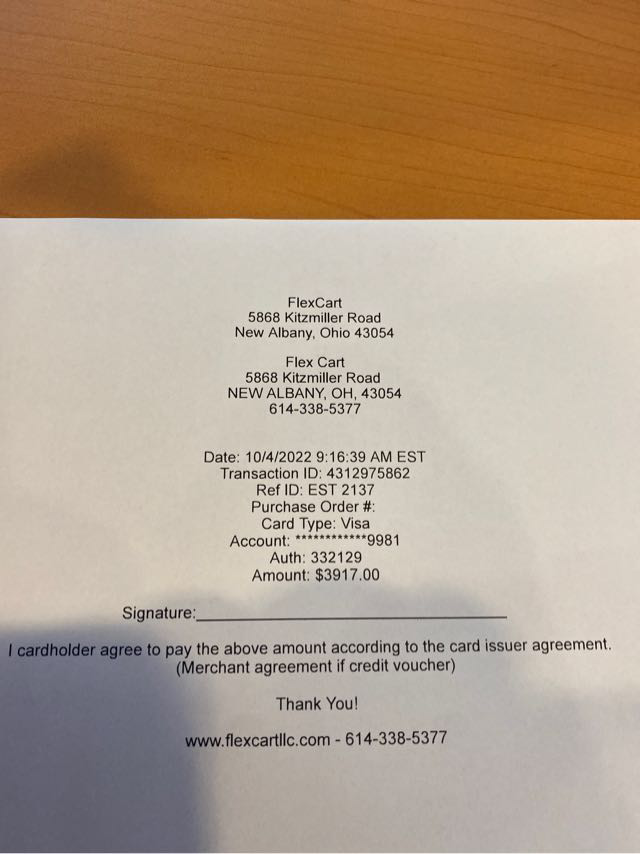 FlexCart
5868 Kitzmiller Road
New Albany, Ohio 43054
Flex Cart
5868 Kitzmiller Road
NEW ALBANY, OH, 43054
614-338-5377
Date: 10/4/2022 9:16:39 AM EST
Transaction ID: 4312975862
Ref ID: EST 2137
Purchase Order #:
Card Type: Visa
Account: ************9981
Auth: 332129
Amount: $3917.00
Signature:
I cardholder agree to pay the above amount according to the card issuer agreement.
(Merchant agreement if credit voucher)
Thank You!
www.flexcartllc.com - 614-338-5377